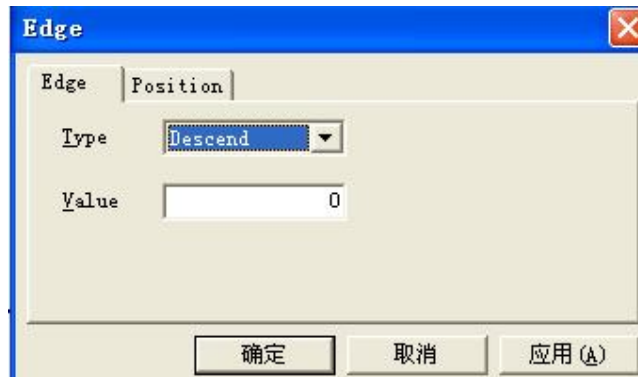 Edge
Edge Position
Type Descend
Value 0
确定 取消 应用(A)